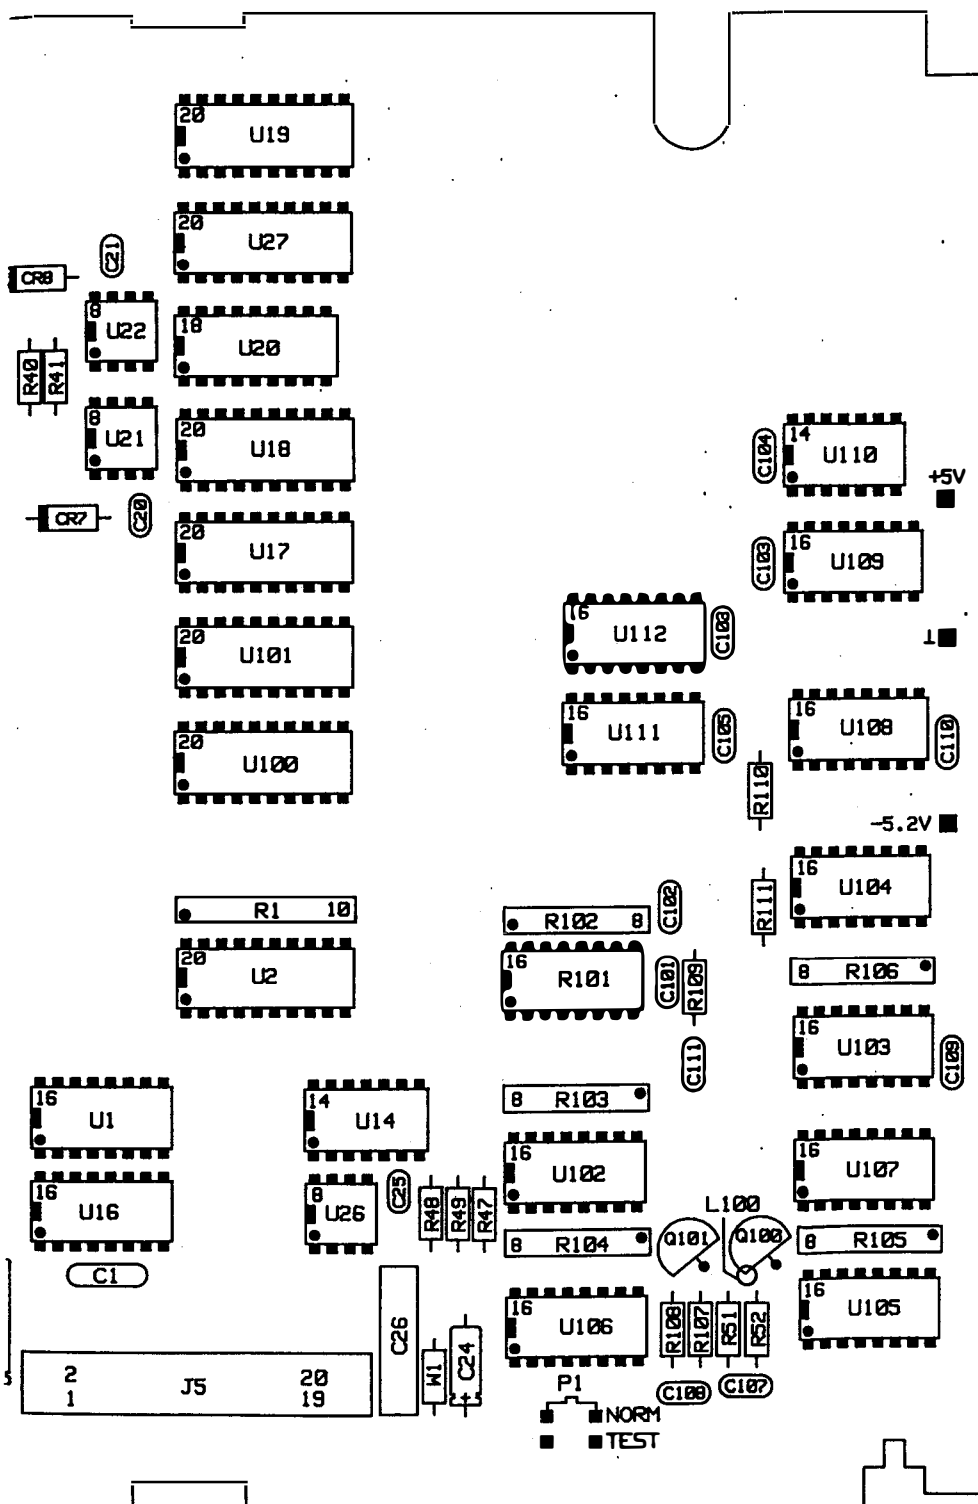 20
U19
20
U27
C21
CR8
8
U22
18
U20
R40
R41
8
U21
20
U18
C104
14
U110
+5V
CR7
C20
20
U17
C103
16
U109
16
U112
C103
⊥
20
U101
16
U111
C105
16
U108
C110
20
U100
R110
-5.2V
16
U104
R1 10
R102 8
C102
R111
20
U2
16
R101
C101
R109
8 R106
16
U103
C109
C111
16
U1
14
U14
8 R103
16
U102
16
U107
16
U16
8
U26
C25
R48
R49
R47
L100
8 R104
Q101
Q100
8 R105
C1
16
U106
R108
R107
R51
R52
16
U105
C26
W1
C24
+
2 20
J5
1 19
P1
C108
C107
NORM
TEST